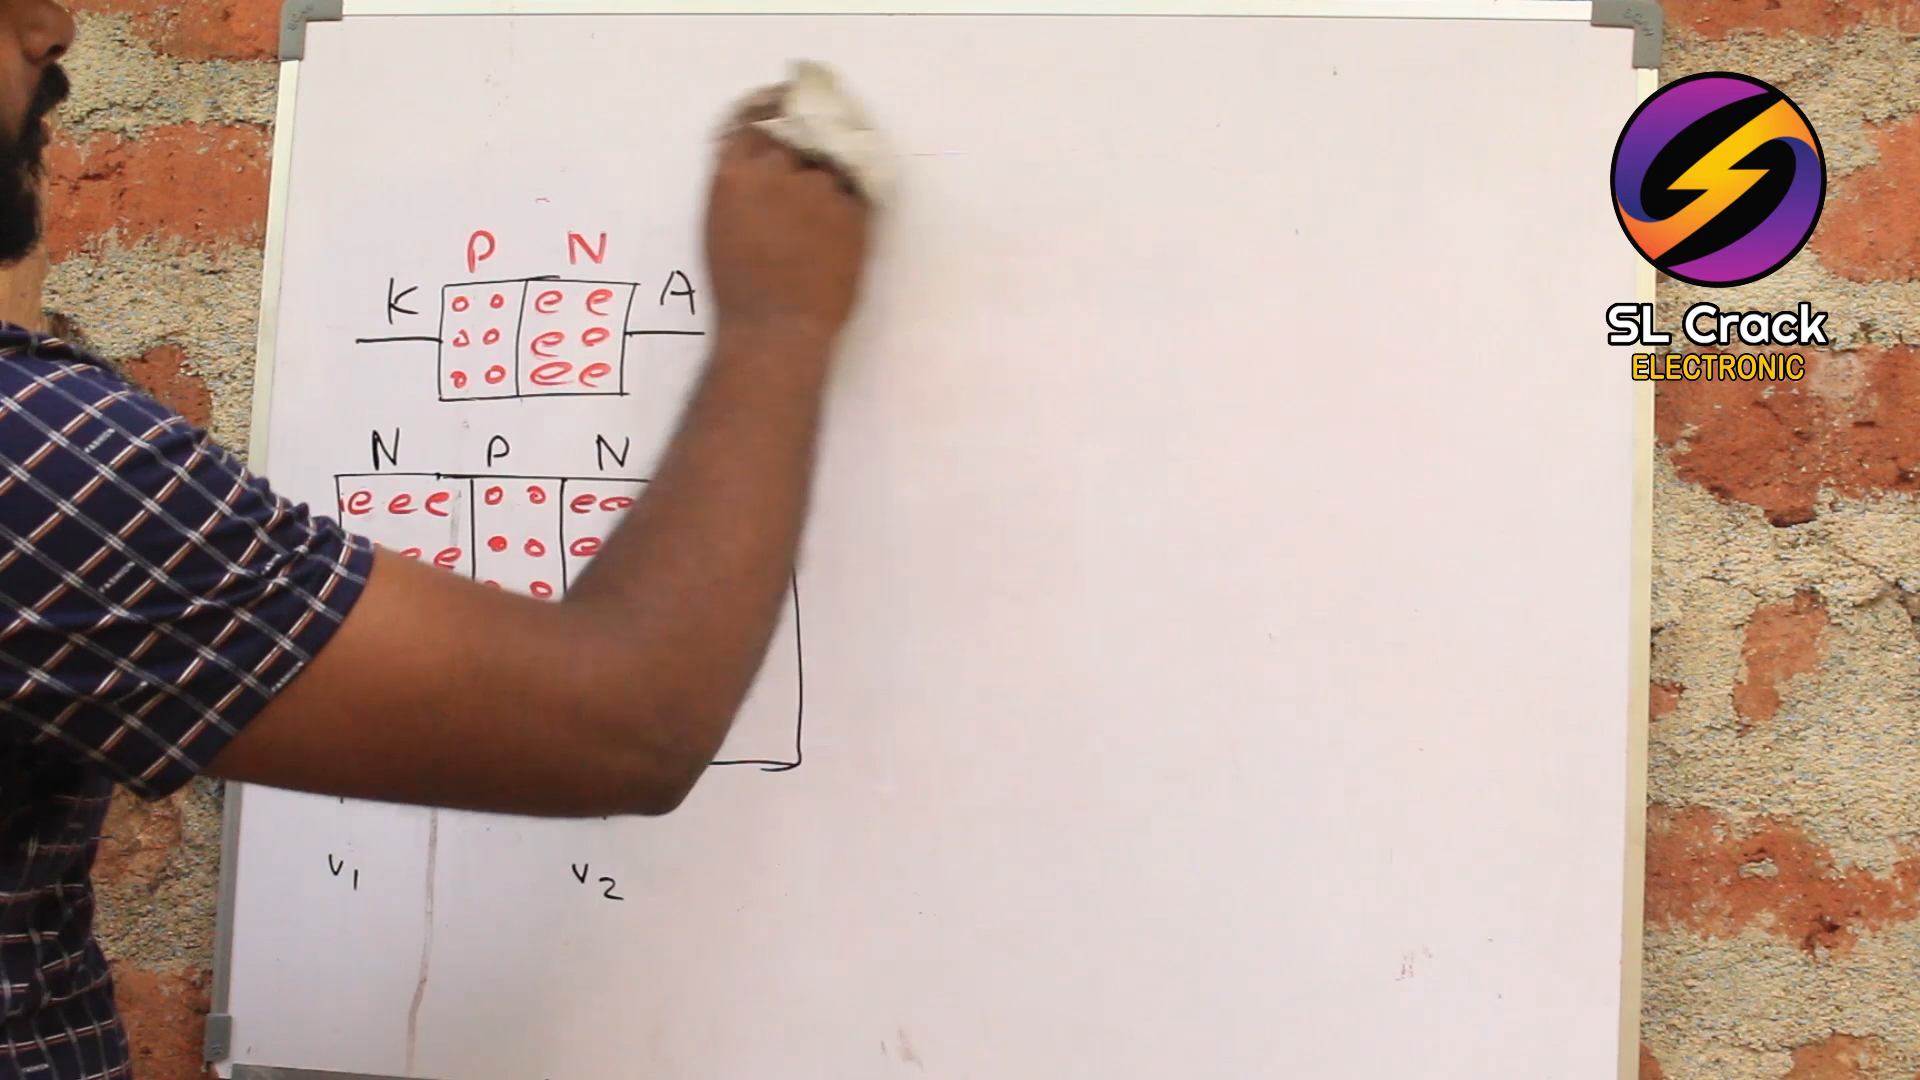 P N
K A
o o e e
o o e o
o o e e
N P N
e e e o o e e
e e o o e
o
V1 V2
SL Crack
ELECTRONIC